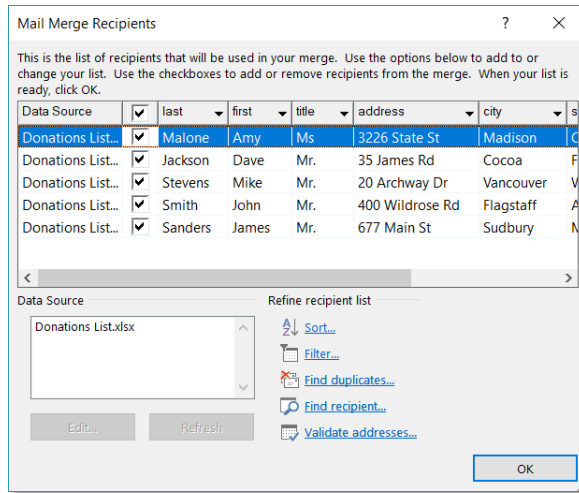 Mail Merge Recipients ? ×
This is the list of recipients that will be used in your merge. Use the options below to add to or
change your list. Use the checkboxes to add or remove recipients from the merge. When your list is
ready, click OK.
Data Source last first title address city s
Donations List... Malone Amy Ms 3226 State St Madison
Donations List... Jackson Dave Mr. 35 James Rd Cocoa F
Donations List... Stevens Mike Mr. 20 Archway Dr Vancouver
Donations List... Smith John Mr. 400 Wildrose Rd Flagstaff A
Donations List... Sanders James Mr. 677 Main St Sudbury
Data Source Refine recipient list
Donations List.xlsx
Sort...
Filter...
Find duplicates...
Find recipient...
Edit... Refresh
Validate addresses...
OK